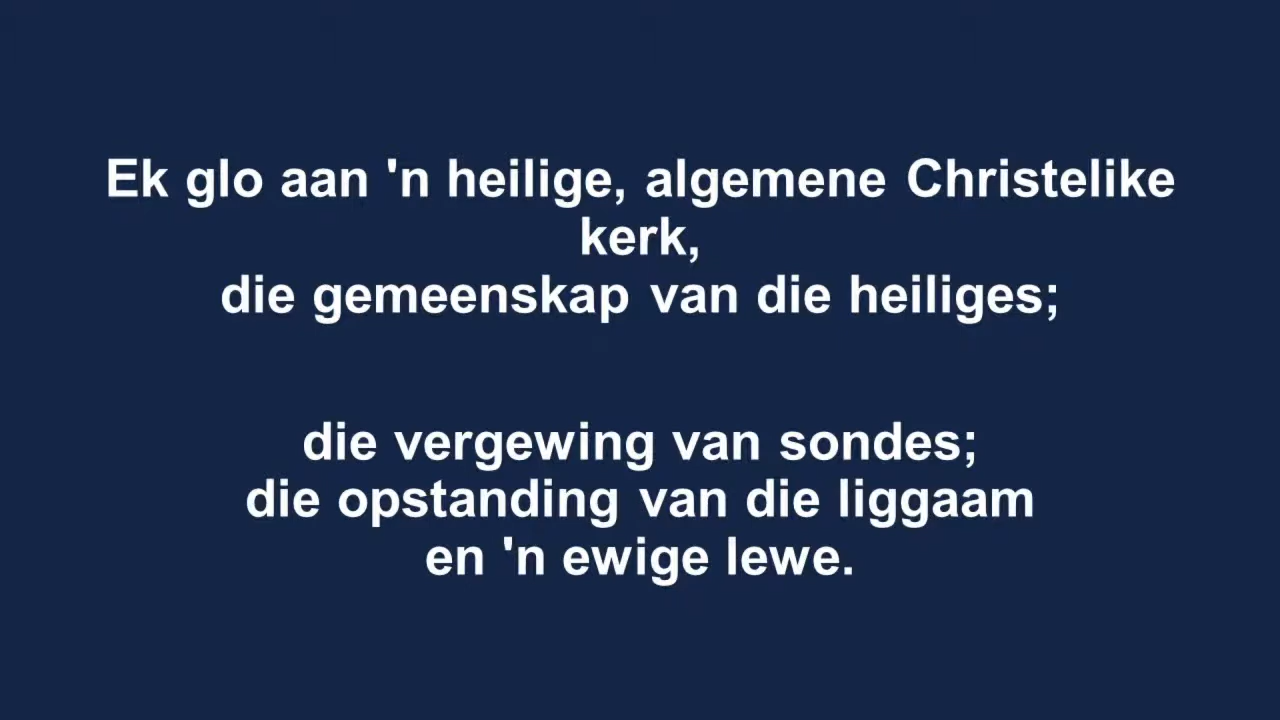 Ek glo aan 'n heilige, algemene Christelike
kerk,
die gemeenskap van die heiliges;
die vergewing van sondes;
die opstanding van die liggaam
en 'n ewige lewe.